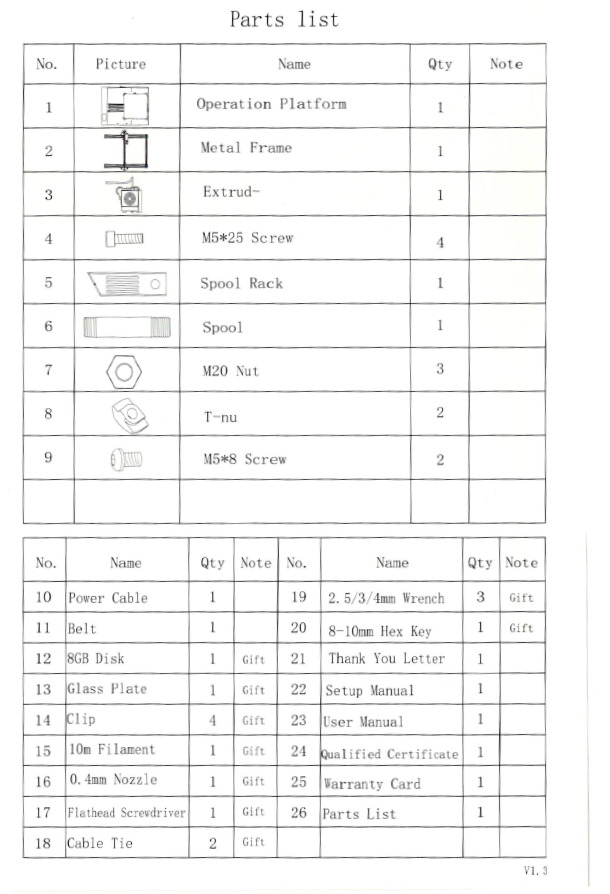 Parts list
No. Picture Name Qty Note
1 Operation Platform 1
2 Metal Frame 1
3 Extrud- 1
4 M5*25 Screw 4
5 Spool Rack 1
6 Spool 1
7 M20 Nut 3
8 T-nu 2
9 M5*8 Screw 2
No. Name Qty Note No. Name Qty Note
10 Power Cable 1 19 2.5/3/4mm Wrench 3 Gift
11 Belt 1 20 8-10mm Hex Key 1 Gift
12 8GB Disk 1 Gift 21 Thank You Letter 1
13 Glass Plate 1 Gift 22 Setup Manual 1
14 Clip 4 Gift 23 User Manual 1
15 10m Filament 1 Gift 24 Qualified Certificate 1
16 0.4mm Nozzle 1 Gift 25 Warranty Card 1
17 Flathead Screwdriver 1 Gift 26 Parts List 1
18 Cable Tie 2 Gift
V1.3